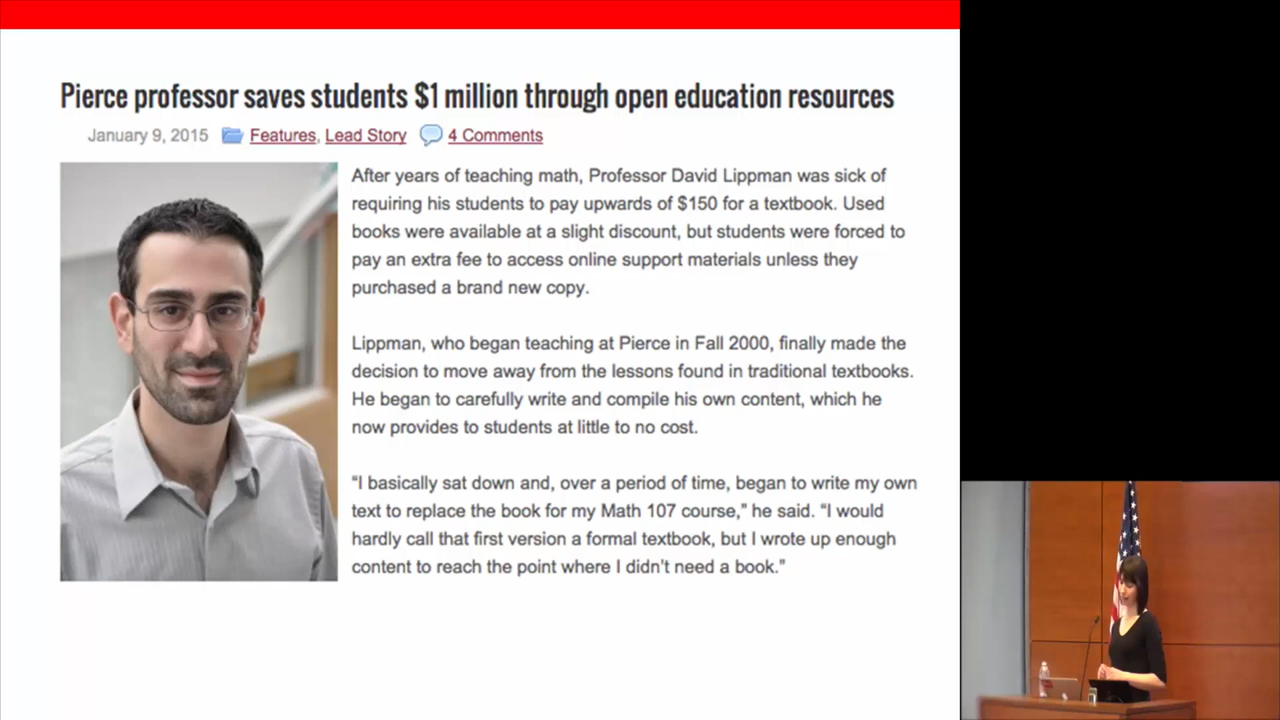 Pierce professor saves students $1 million through open education resources
January 9, 2015 Features, Lead Story 4 Comments
After years of teaching math, Professor David Lippman was sick of
requiring his students to pay upwards of $150 for a textbook. Used
books were available at a slight discount, but students were forced to
pay an extra fee to access online support materials unless they
purchased a brand new copy.
Lippman, who began teaching at Pierce in Fall 2000, finally made the
decision to move away from the lessons found in traditional textbooks.
He began to carefully write and compile his own content, which he
now provides to students at little to no cost.
“I basically sat down and, over a period of time, began to write my own
text to replace the book for my Math 107 course,” he said. “I would
hardly call that first version a formal textbook, but I wrote up enough
content to reach the point where I didn’t need a book.”